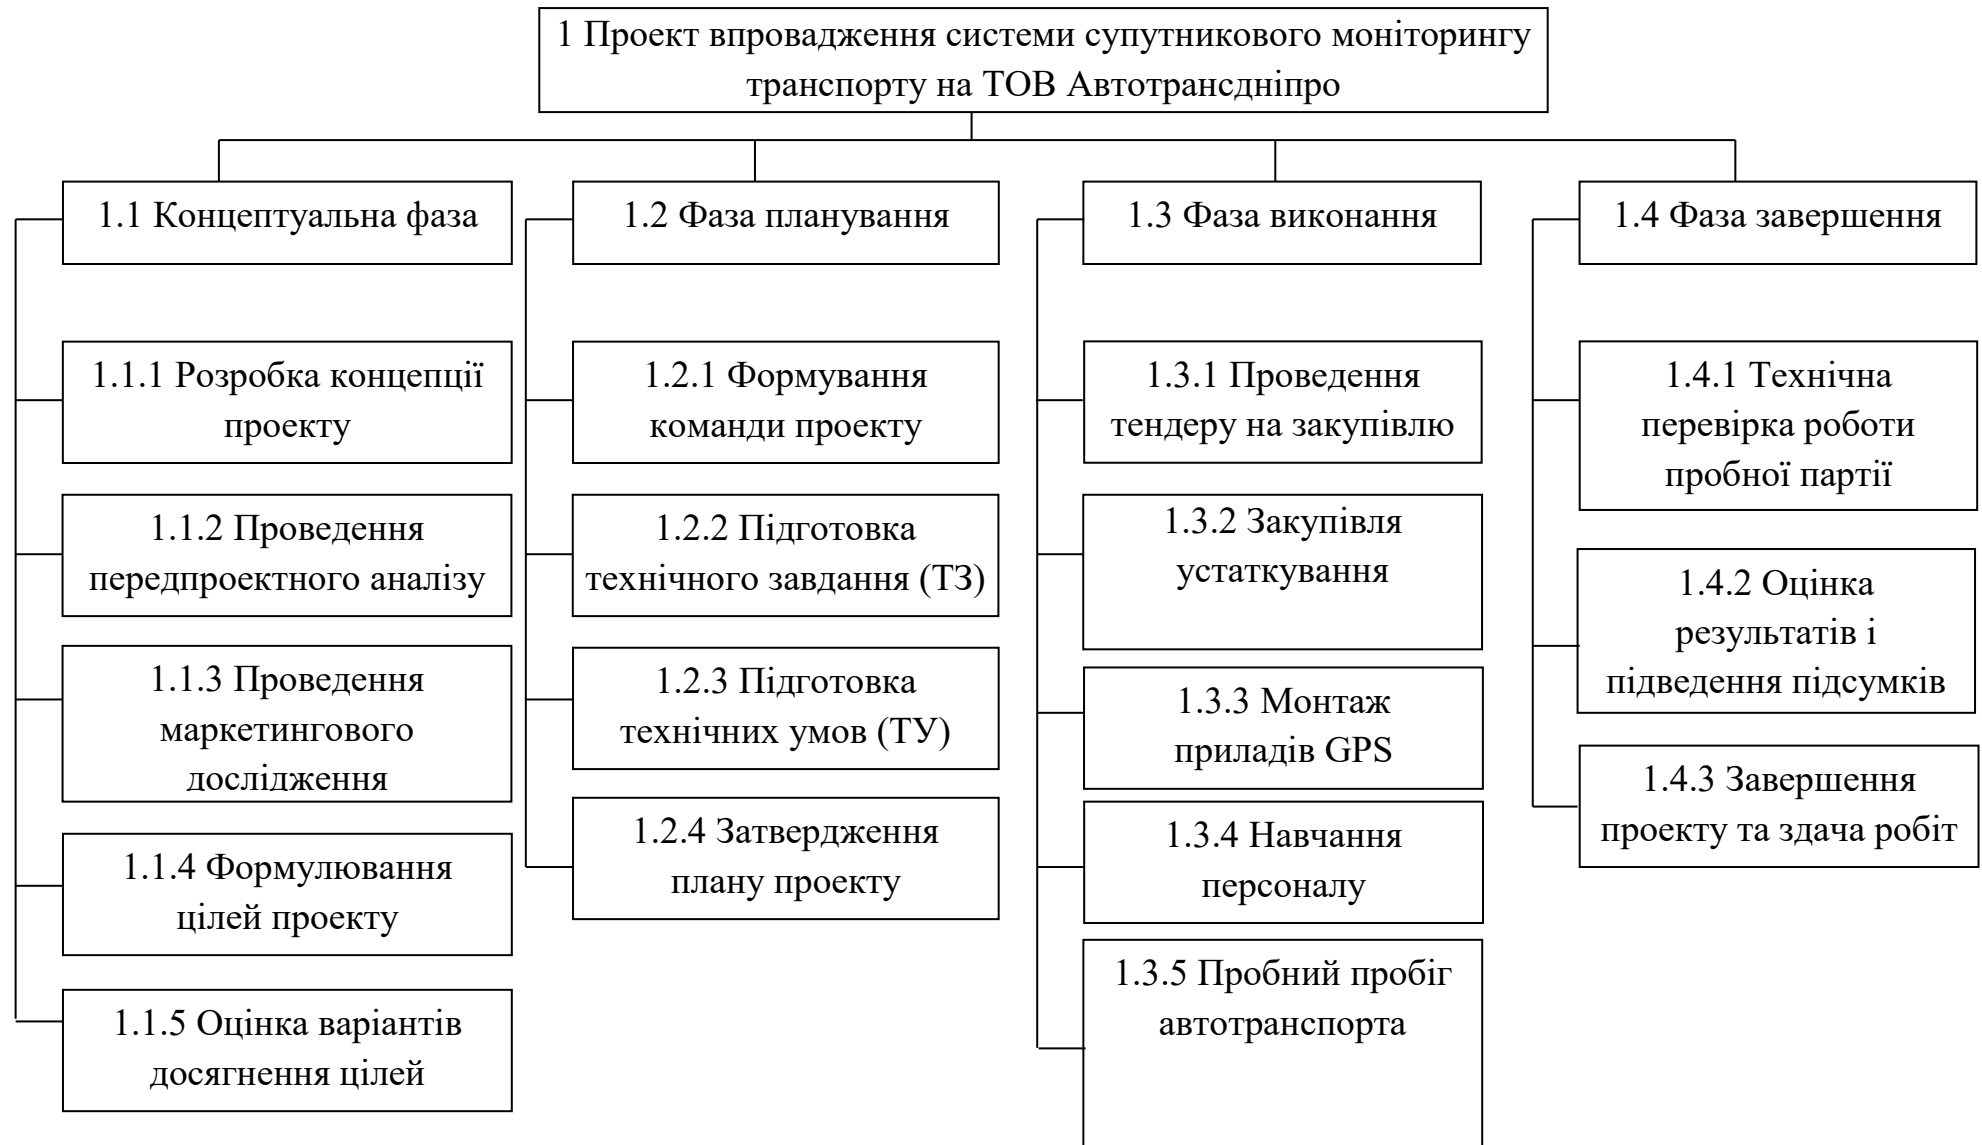 1 Проект впровадження системи супутникового моніторингу
транспорту на ТОВ Автотрансдніпро
1.1 Концептуальна фаза
1.2 Фаза планування
1.3 Фаза виконання
1.4 Фаза завершення
1.1.1 Розробка концепції
проекту
1.1.2 Проведення
передпроектного аналізу
1.1.3 Проведення
маркетингового
дослідження
1.1.4 Формулювання
цілей проекту
1.1.5 Оцінка варіантів
досягнення цілей
1.2.1 Формування
команди проекту
1.2.2 Підготовка
технічного завдання (ТЗ)
1.2.3 Підготовка
технічних умов (ТУ)
1.2.4 Затвердження
плану проекту
1.3.1 Проведення
тендеру на закупівлю
1.3.2 Закупівля
устаткування
1.3.3 Монтаж
приладів GPS
1.3.4 Навчання
персоналу
1.3.5 Пробний пробіг
автотранспорта
1.4.1 Технічна
перевірка роботи
пробної партії
1.4.2 Оцінка
результатів і
підведення підсумків
1.4.3 Завершення
проекту та здача робіт